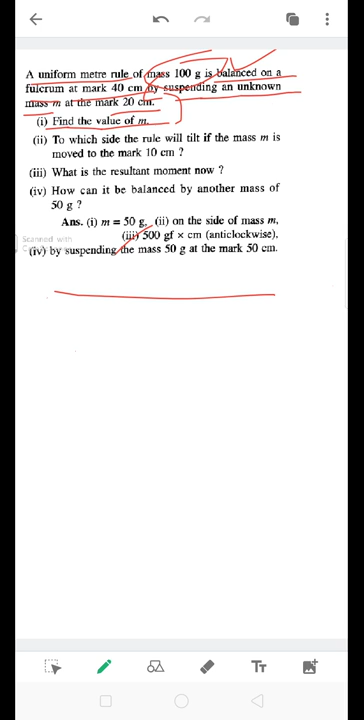 A uniform metre rule of mass 100 g is balanced on a
fulcrum at mark 40 cm by suspending an unknown
mass m at the mark 20 cm.
(i) Find the value of m.
(ii) To which side the rule will tilt if the mass m is
moved to the mark 10 cm ?
(iii) What is the resultant moment now ?
(iv) How can it be balanced by another mass of
50 g ?
Ans. (i) m = 50 g, (ii) on the side of mass m,
(iii) 500 gf × cm (anticlockwise),
Scanned with
(iv) by suspending the mass 50 g at the mark 50 cm.
TT